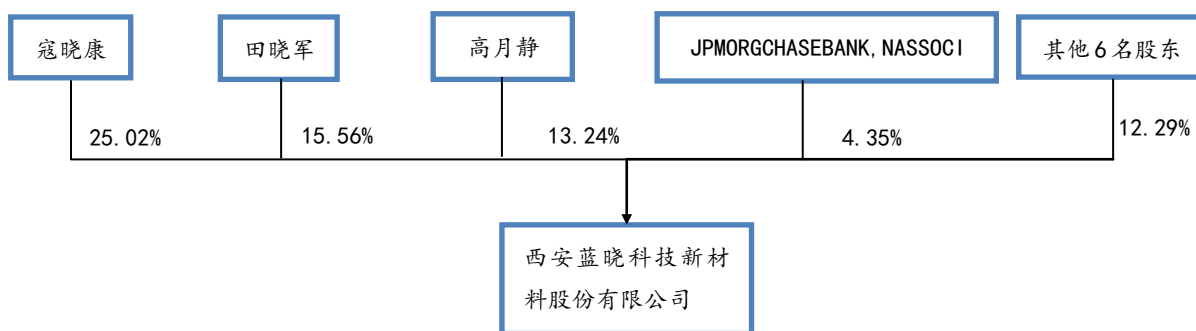 寇晓康
田晓军
高月静
JPMORGCHASEBANK, NASSOCI
其他6名股东
25.02%
15.56%
13.24%
4.35%
12.29%
西安蓝晓科技新材
料股份有限公司